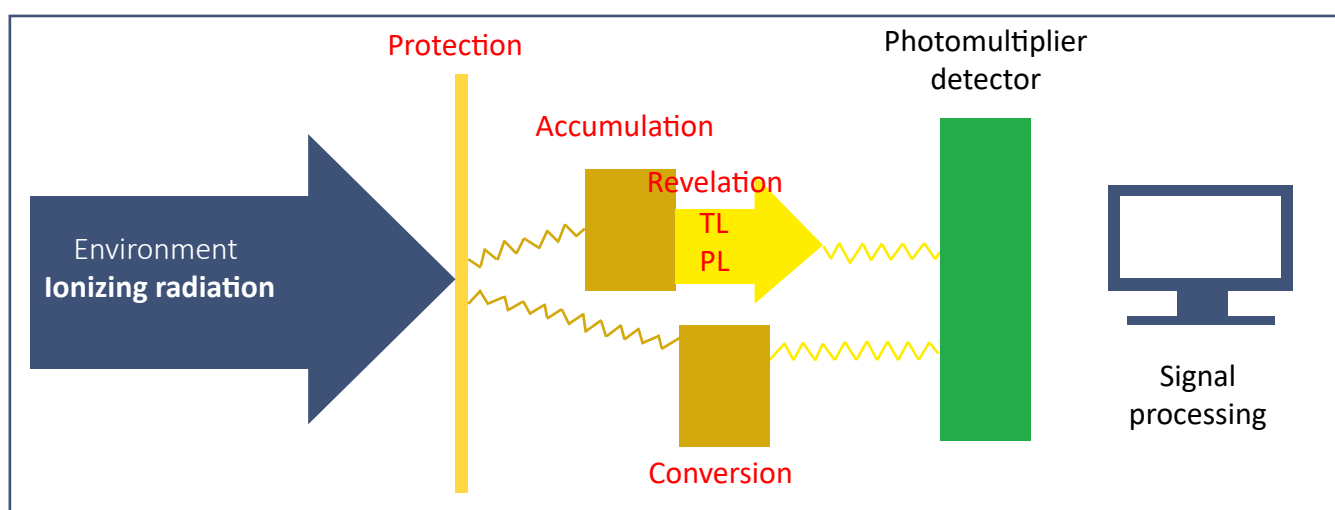 Protection
Photomultiplier
detector
Accumulation
Revelation
TL
PL
Environment
Ionizing radiation
Conversion
Signal
processing